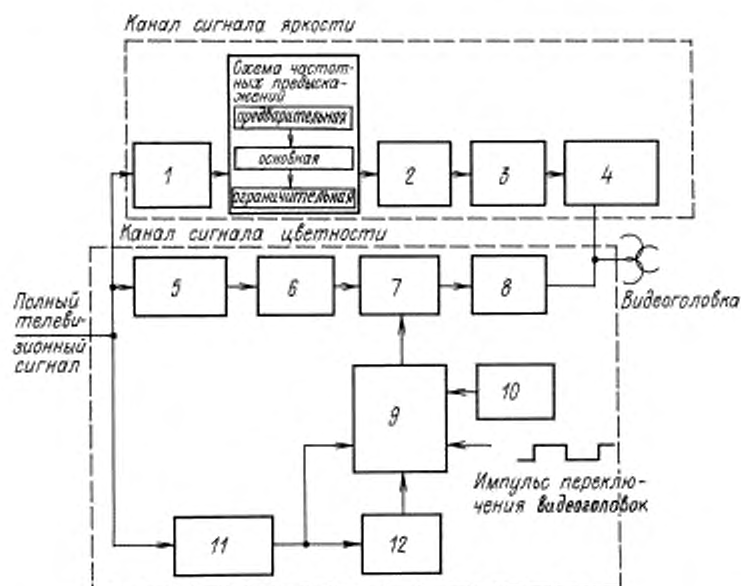 Канал сигнала яркости
Схема частот-
ных предыска-
жений
предварительная
основная
ограничительная
1
2
3
4
Канал сигнала цветности
5
6
7
8
Видеоголовка
Полный
телеви-
зионный
сигнал
9
10
Импульс переклю-
чения видеоголовок
11
12